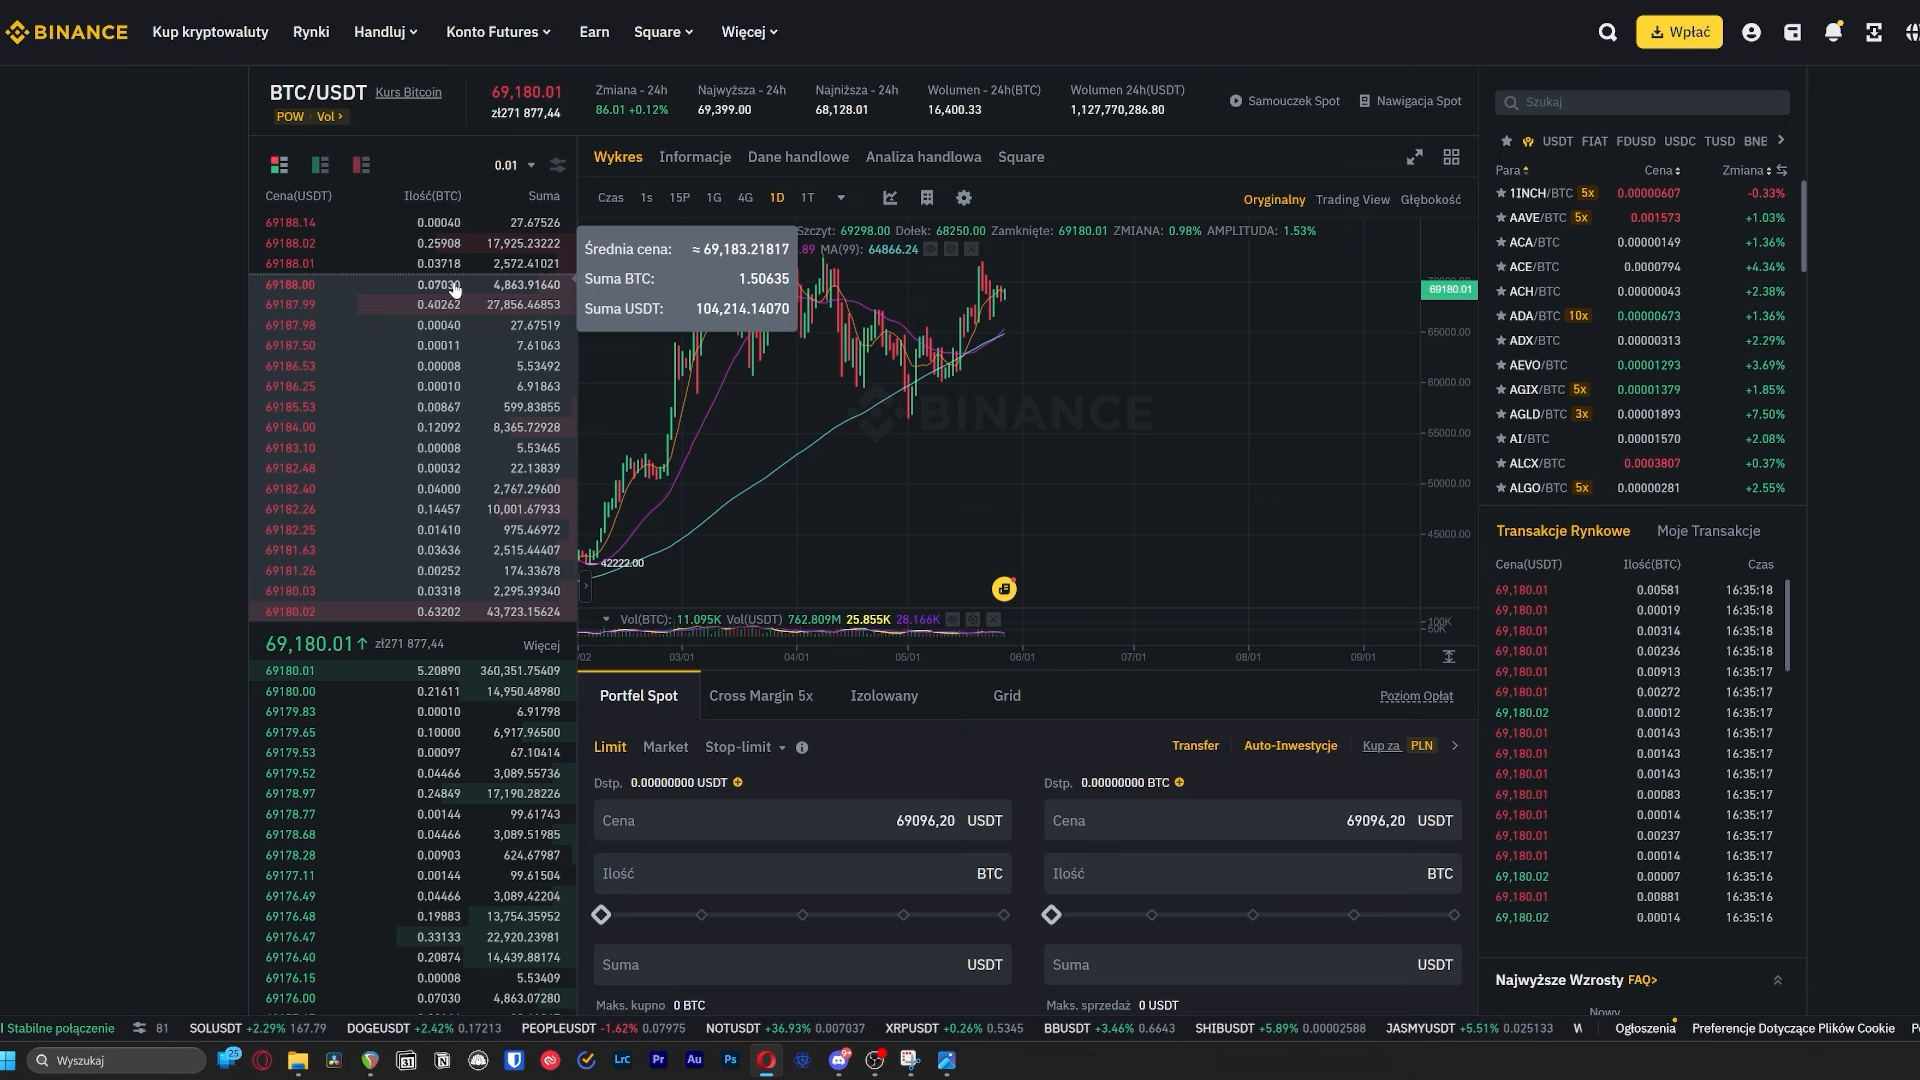 BINANCE Kup kryptowaluty Rynki Handluj Konto Futures Earn Square Więcej Wpłać
BTC/USDT Kurs Bitcoin
POW Vol >
69,180.01
zł271 877,44
Zmiana - 24h
86.01 +0.12%
Najwyższa - 24h
69,399.00
Najniższa - 24h
68,128.01
Wolumen - 24h(BTC)
16,400.33
Wolumen 24h(USDT)
1,127,770,286.80
Samouczek Spot Nawigacja Spot
0.01
Cena(USDT) Ilość(BTC) Suma
69188.14 0.00040 27.67526
69188.02 0.25908 17,925.23222
69188.01 0.03718 2,572.41021
69188.00 0.07030 4,863.91640
69187.99 0.40262 27,856.46853
69187.98 0.00040 27.67519
69187.50 0.00011 7.61063
69186.53 0.00008 5.53492
69186.25 0.00010 6.91863
69185.53 0.00867 599.83855
69184.00 0.12092 8,365.72928
69183.10 0.00008 5.53465
69182.48 0.00032 22.13839
69182.40 0.04000 2,767.29600
69182.26 0.14457 10,001.67933
69182.25 0.01410 975.46972
69181.63 0.03636 2,515.44407
69181.26 0.00252 174.33678
69180.03 0.03318 2,295.39340
69180.02 0.63202 43,723.15624
69,180.01↑ zł271 877,44 Więcej
69180.01 5.20890 360,351.75409
69180.00 0.21611 14,950.48980
69179.83 0.00010 6.91798
69179.65 0.10000 6,917.96500
69179.53 0.00097 67.10414
69179.52 0.04466 3,089.55736
69178.97 0.24849 17,190.28226
69178.77 0.00144 99.61743
69178.68 0.04466 3,089.51985
69178.28 0.00903 624.67987
69177.11 0.00144 99.61504
69176.49 0.04466 3,089.42204
69176.48 0.19883 13,754.35952
69176.47 0.33133 22,920.23981
69176.40 0.20874 14,439.88174
69176.15 0.00008 5.53409
69176.00 0.07030 4,863.07280
Wykres Informacje Dane handlowe Analiza handlowa Square
Czas 1s 15P 1G 4G 1D 1T
Oryginalny Trading View Głębokość
Szczyt: 69298.00 Dołek: 68250.00 Zamknięte: 69180.01 ZMIANA: 0.98% AMPLITUDA: 1.53%
.89 MA(99): 64866.24
Średnia cena: ≈ 69,183.21817
Suma BTC: 1.50635
Suma USDT: 104,214.14070
69180.01
65000.00
60000.00
55000.00
50000.00
45000.00
BINANCE
42222.00
Vol(BTC): 11.095K Vol(USDT) 762.809M 25.855K 28.166K
100K
50K
/02 03/01 04/01 05/01 06/01 07/01 08/01 09/01
Portfel Spot Cross Margin 5x Izolowany Grid Poziom Opłat
Limit Market Stop-limit
Transfer Auto-Inwestycje Kup za PLN
Dstp. 0.00000000 USDT
Cena 69096,20 USDT
Ilość BTC
Suma USDT
Maks. kupno 0 BTC
Dstp. 0.00000000 BTC
Cena 69096,20 USDT
Ilość BTC
Suma USDT
Maks. sprzedaż 0 USDT
Szukaj
USDT FIAT FDUSD USDC TUSD BNB
Para Cena Zmiana
1INCH/BTC 5x 0.00000607 -0.33%
AAVE/BTC 5x 0.001573 +1.03%
ACA/BTC 0.00000149 +1.36%
ACE/BTC 0.0000794 +4.34%
ACH/BTC 0.00000043 +2.38%
ADA/BTC 10x 0.00000673 +1.36%
ADX/BTC 0.00000313 +2.29%
AEVO/BTC 0.00001293 +3.69%
AGIX/BTC 5x 0.00001379 +1.85%
AGLD/BTC 3x 0.00001893 +7.50%
AI/BTC 0.00001570 +2.08%
ALCX/BTC 0.0003807 +0.37%
ALGO/BTC 5x 0.00000281 +2.55%
Transakcje Rynkowe Moje Transakcje
Cena(USDT) Ilość(BTC) Czas
69,180.01 0.00581 16:35:18
69,180.01 0.00019 16:35:18
69,180.01 0.00314 16:35:18
69,180.01 0.00236 16:35:18
69,180.01 0.00913 16:35:17
69,180.01 0.00272 16:35:17
69,180.02 0.00012 16:35:17
69,180.01 0.00143 16:35:17
69,180.01 0.00143 16:35:17
69,180.01 0.00143 16:35:17
69,180.01 0.00083 16:35:17
69,180.01 0.00014 16:35:17
69,180.01 0.00237 16:35:17
69,180.01 0.00014 16:35:17
69,180.02 0.00007 16:35:16
69,180.01 0.00881 16:35:16
69,180.02 0.00014 16:35:16
Najwyższe Wzrosty FAQ>
Nowy
Stabilne połączenie 81 SOLUSDT +2.29% 167.79 DOGEUSDT +2.42% 0.17213 PEOPLEUSDT -1.62% 0.07975 NOTUSDT +36.93% 0.007037 XRPUSDT +0.26% 0.5345 BBUSDT +3.46% 0.6643 SHIBUSDT +5.89% 0.00002588 JASMYUSDT +5.51% 0.025133 Ogłoszenia Preferencje Dotyczące Plików Cookie
Wyszukaj 25 31 LrC Pr Au Ps